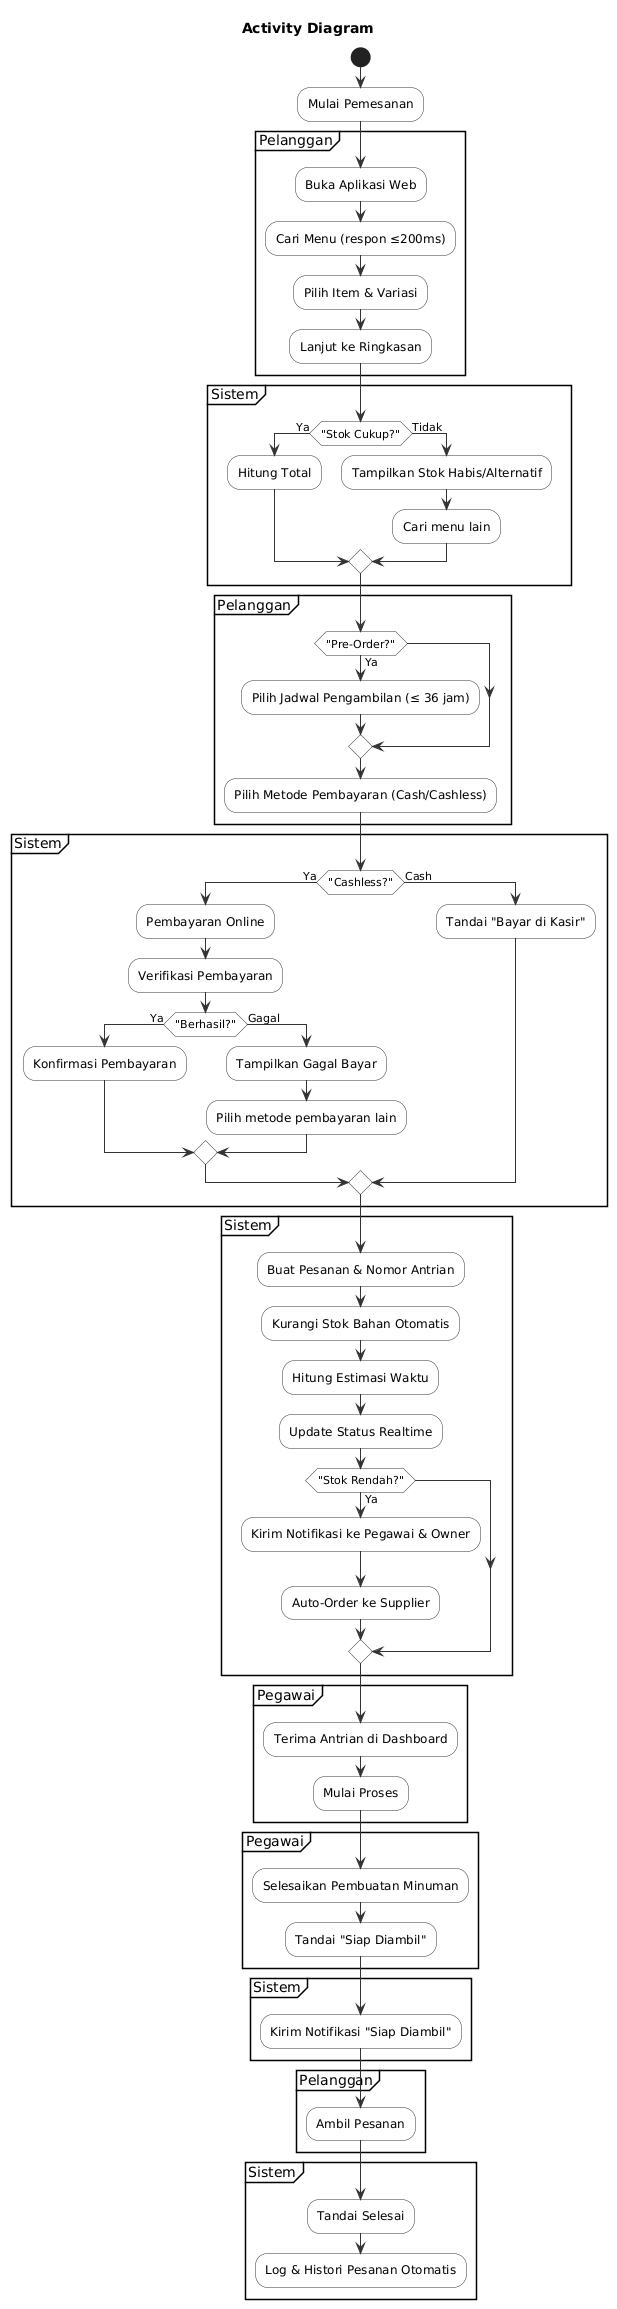 Activity Diagram
Mulai Pemesanan
Pelanggan
Buka Aplikasi Web
Cari Menu (respon ≤200ms)
Pilih Item & Variasi
Lanjut ke Ringkasan
Sistem
Ya
"Stok Cukup?"
Tidak
Hitung Total
Tampilkan Stok Habis/Alternatif
Cari menu lain
Pelanggan
"Pre-Order?"
Ya
Pilih Jadwal Pengambilan (≤ 36 jam)
Pilih Metode Pembayaran (Cash/Cashless)
Sistem
Ya
"Cashless?"
Cash
Pembayaran Online
Tandai "Bayar di Kasir"
Verifikasi Pembayaran
Ya
"Berhasil?"
Gagal
Konfirmasi Pembayaran
Tampilkan Gagal Bayar
Pilih metode pembayaran lain
Sistem
Buat Pesanan & Nomor Antrian
Kurangi Stok Bahan Otomatis
Hitung Estimasi Waktu
Update Status Realtime
"Stok Rendah?"
Ya
Kirim Notifikasi ke Pegawai & Owner
Auto-Order ke Supplier
Pegawai
Terima Antrian di Dashboard
Mulai Proses
Pegawai
Selesaikan Pembuatan Minuman
Tandai "Siap Diambil"
Sistem
Kirim Notifikasi "Siap Diambil"
Pelanggan
Ambil Pesanan
Sistem
Tandai Selesai
Log & Histori Pesanan Otomatis